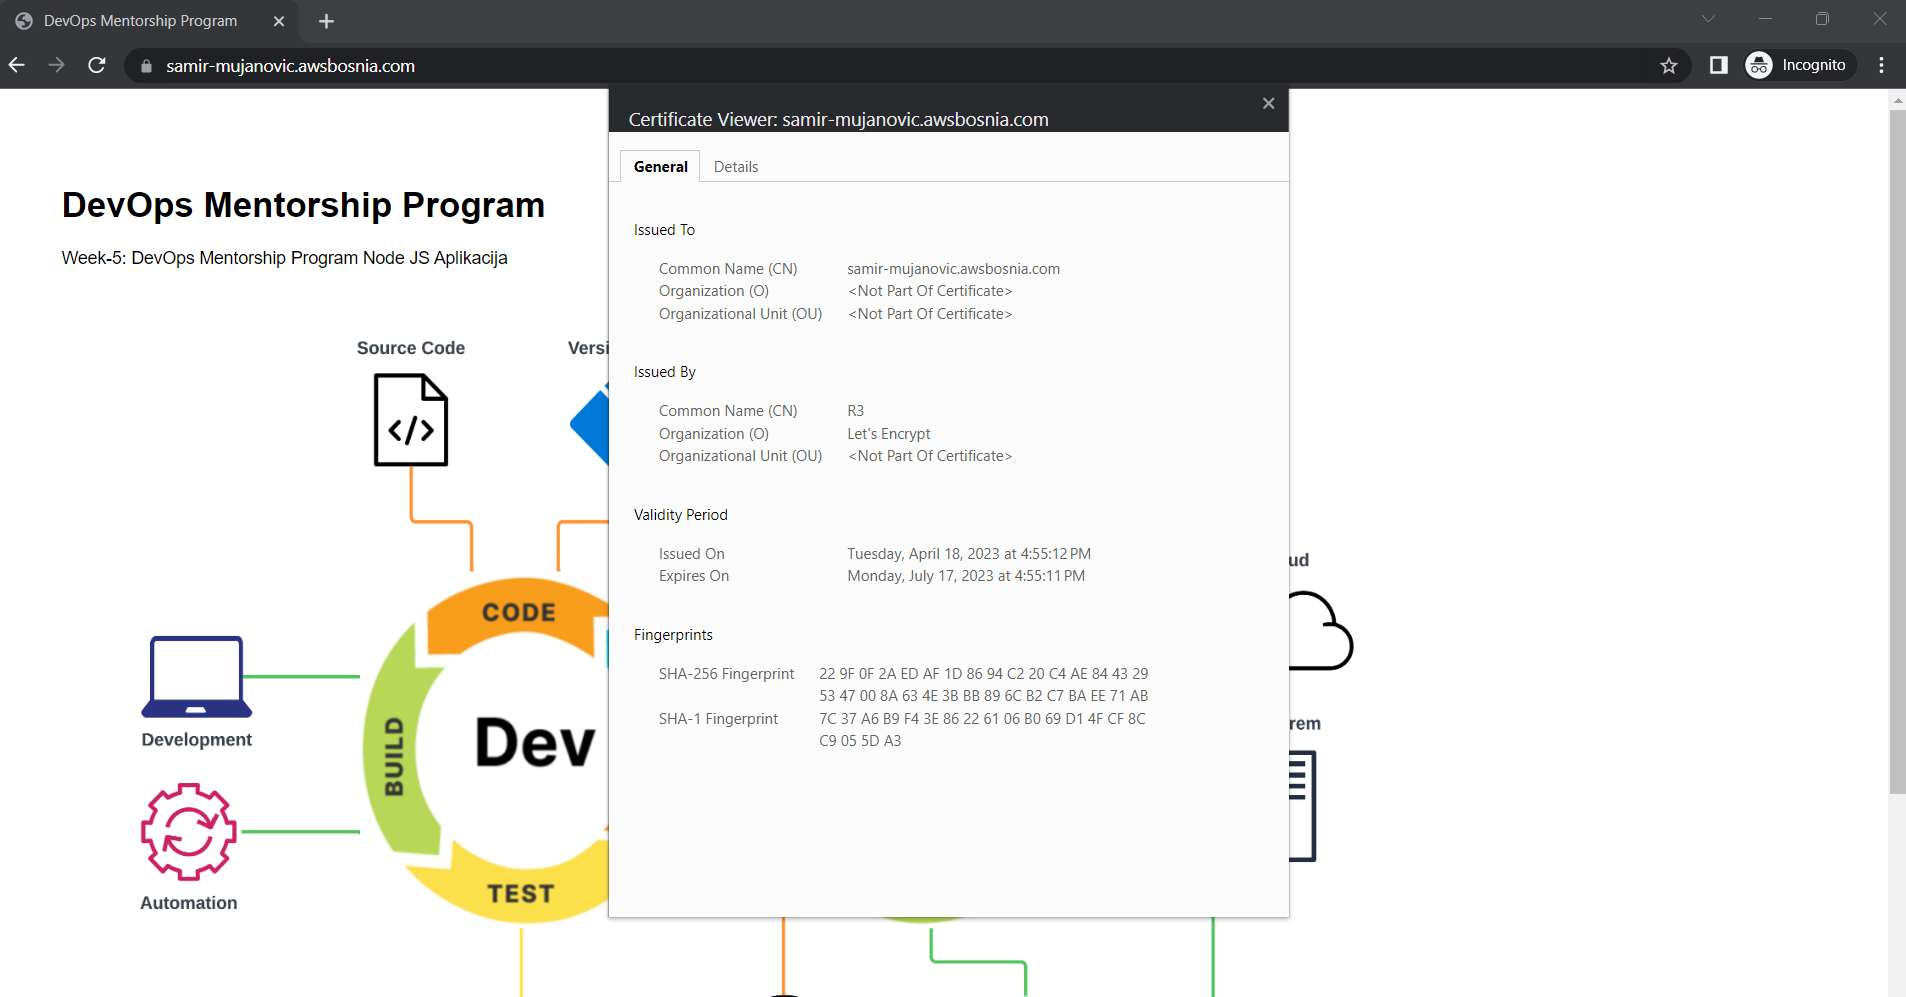 DevOps Mentorship Program
samir-mujanovic.awsbosnia.com
Incognito
Certificate Viewer: samir-mujanovic.awsbosnia.com
General Details
DevOps Mentorship Program
Week-5: DevOps Mentorship Program Node JS Aplikacija
Issued To
Common Name (CN) samir-mujanovic.awsbosnia.com
Organization (O) <Not Part Of Certificate>
Organizational Unit (OU) <Not Part Of Certificate>
Issued By
Common Name (CN) R3
Organization (O) Let's Encrypt
Organizational Unit (OU) <Not Part Of Certificate>
Validity Period
Issued On Tuesday, April 18, 2023 at 4:55:12 PM
Expires On Monday, July 17, 2023 at 4:55:11 PM
Fingerprints
SHA-256 Fingerprint 22 9F 0F 2A ED AF 1D 86 94 C2 20 C4 AE 84 43 29
53 47 00 8A 63 4E 3B BB 89 6C B2 C7 BA EE 71 AB
SHA-1 Fingerprint 7C 37 A6 B9 F4 3E 86 22 61 06 B0 69 D1 4F CF 8C
C9 05 5D A3
Source Code
Versi
</>
ud
CODE
Development
BUILD
Dev
rem
Automation
TEST